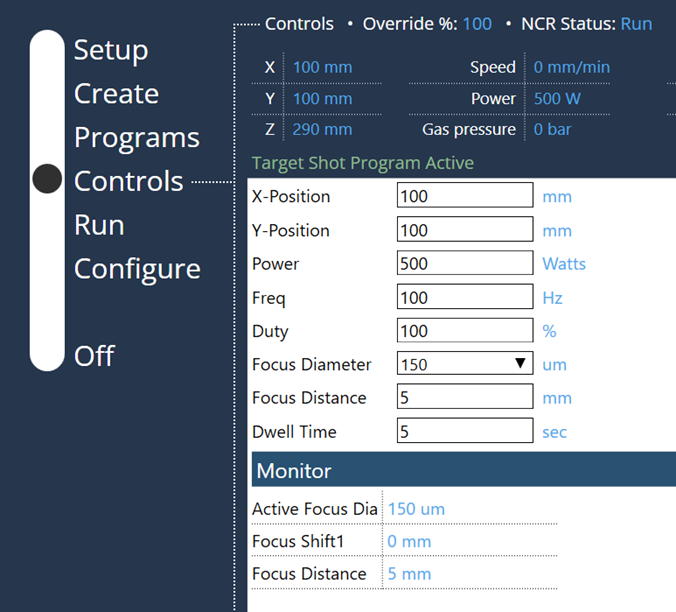 Controls • Override %: 100 • NCR Status: Run
Setup
Create
Programs
Controls
Run
Configure
Off
X 100 mm Speed 0 mm/min
Y 100 mm Power 500 W
Z 290 mm Gas pressure 0 bar
Target Shot Program Active
X-Position 100 mm
Y-Position 100 mm
Power 500 Watts
Freq 100 Hz
Duty 100 %
Focus Diameter 150 ▼ um
Focus Distance 5 mm
Dwell Time 5 sec
Monitor
Active Focus Dia 150 um
Focus Shift1 0 mm
Focus Distance 5 mm